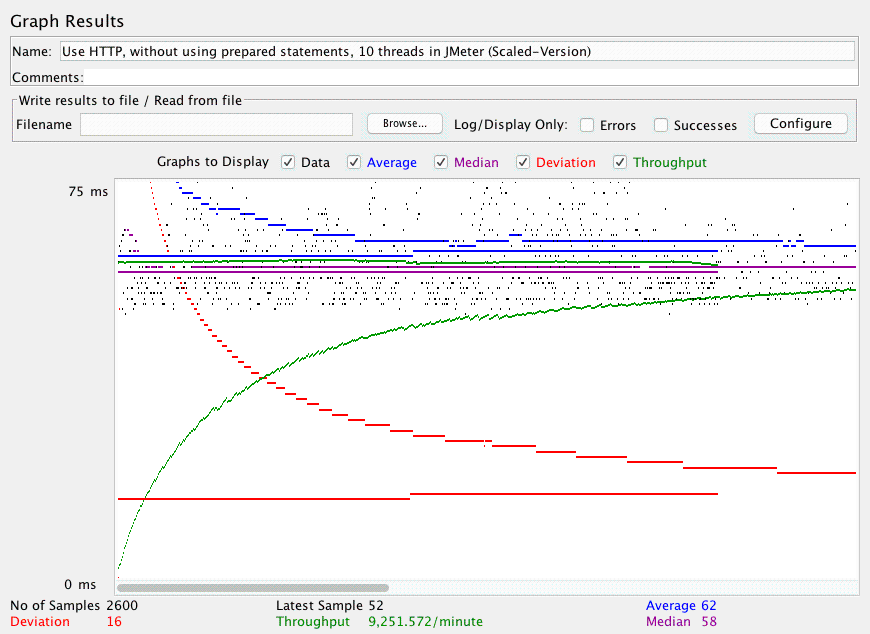 Graph Results
Name: Use HTTP, without using prepared statements, 10 threads in JMeter (Scaled-Version)
Comments:
Write results to file / Read from file
Filename Browse... Log/Display Only: Errors Successes Configure
Graphs to Display Data Average Median Deviation Throughput
75 ms
0 ms
No of Samples 2600 Latest Sample 52 Average 62
Deviation 16 Throughput 9,251.572/minute Median 58